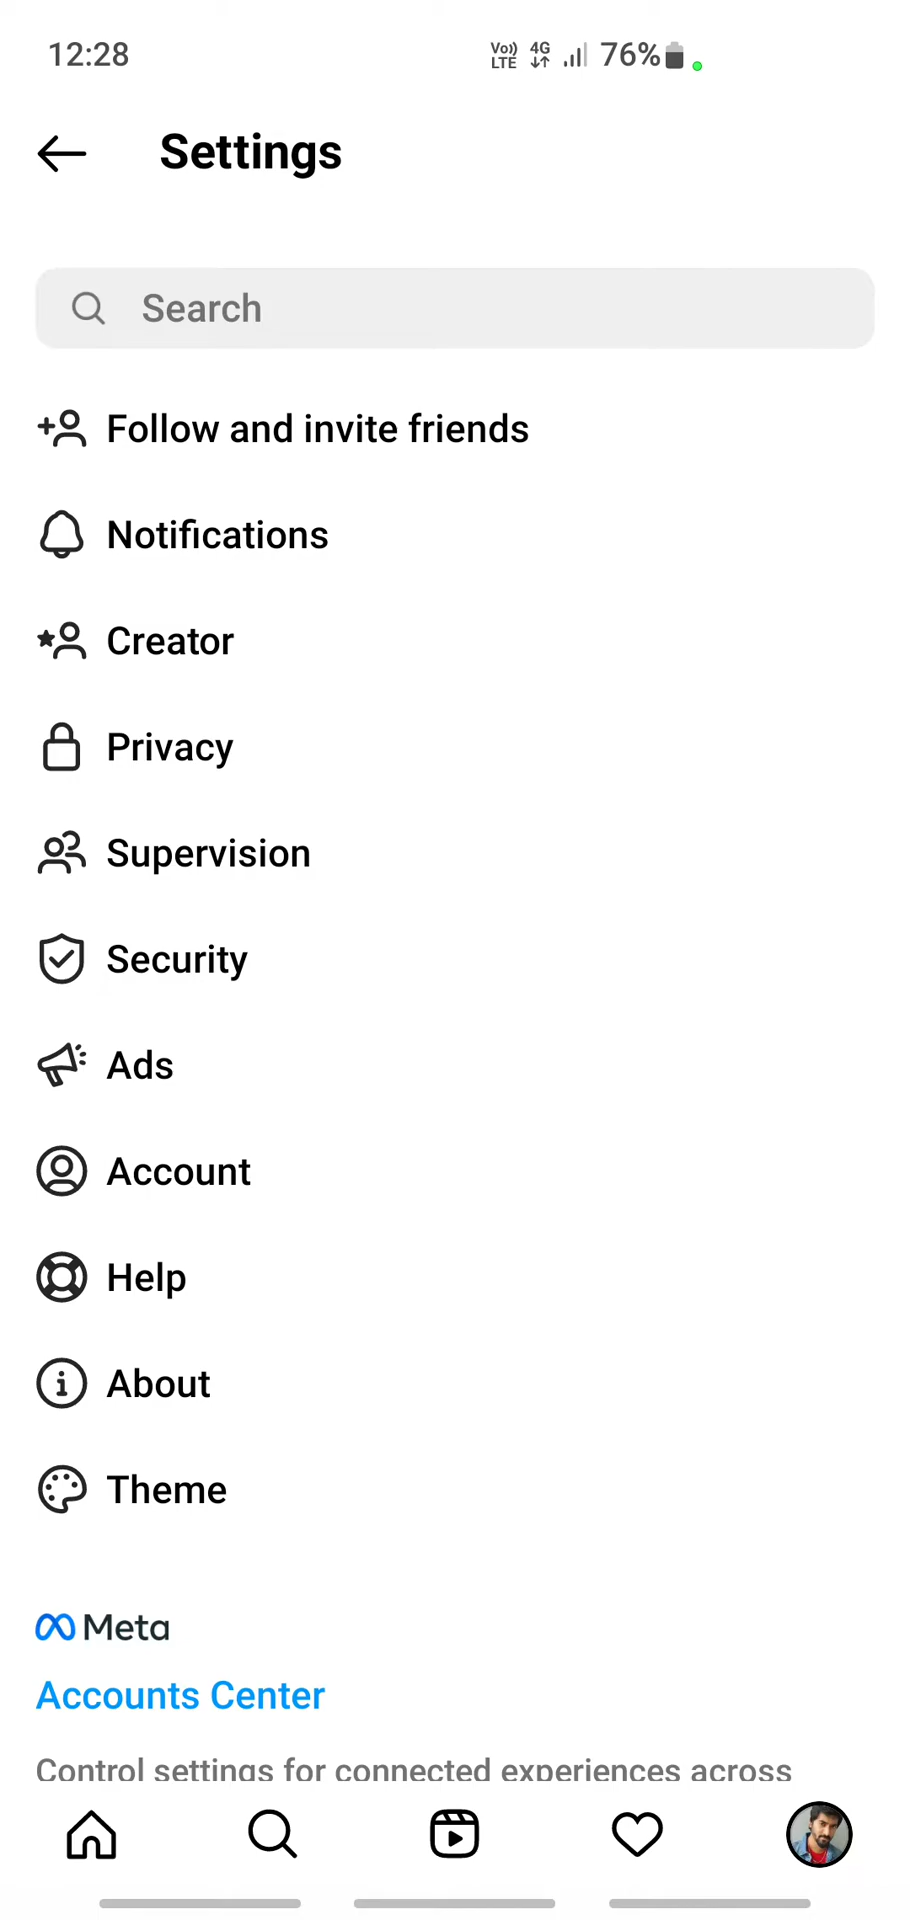 12:28
Vo)) LTE 4G 76%
Settings
Search
Follow and invite friends
Notifications
Creator
Privacy
Supervision
Security
Ads
Account
Help
About
Theme
Meta
Accounts Center
Control settings for connected experiences across